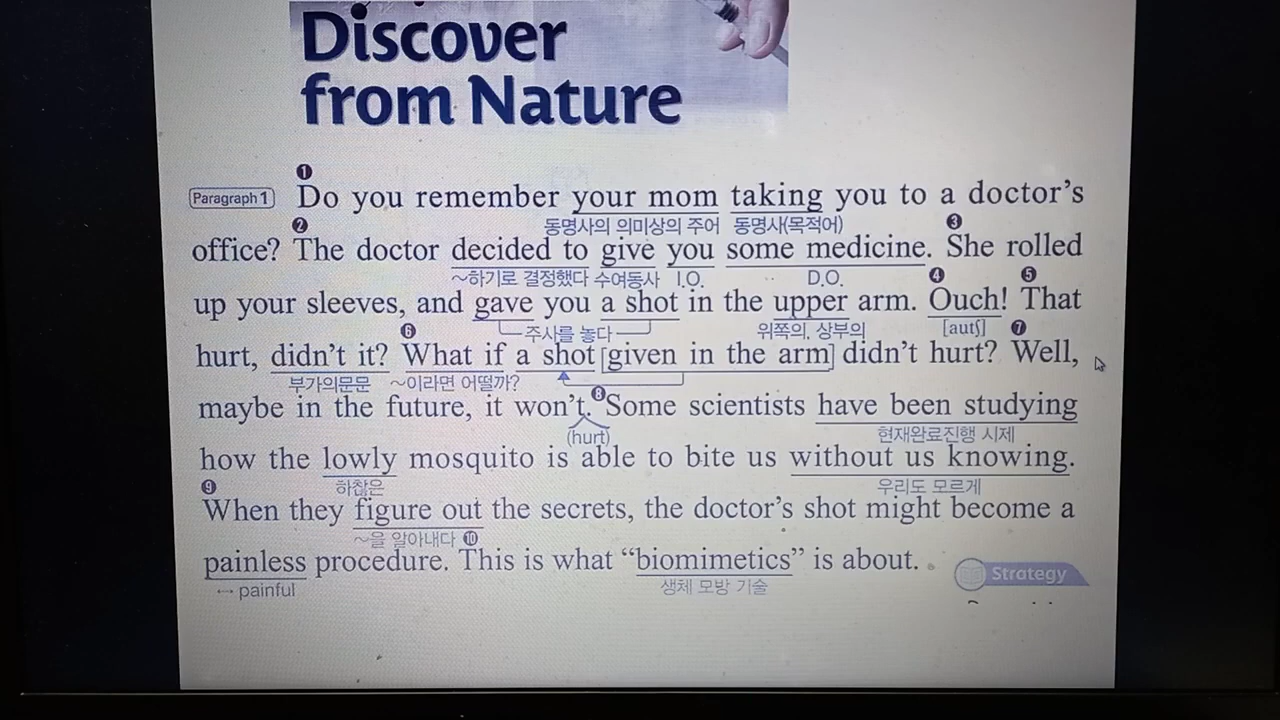 Discover
from Nature
❶
Paragraph 1 Do you remember your mom taking you to a doctor's
❷ 동명사의 의미상의 주어 동명사(목적어) ❸
office? The doctor decided to give you some medicine. She rolled
~하기로 결정했다 수여동사 I.O. D.O. ❹ ❺
up your sleeves, and gave you a shot in the upper arm. Ouch! That
❻ 주사를 놓다 위쪽의, 상부의 [autʃ] ❼
hurt, didn't it? What if a shot [given in the arm] didn't hurt? Well,
부가의문문 ~이라면 어떨까?
maybe in the future, it won't. ❽ Some scientists have been studying
(hurt) 현재완료진행 시제
how the lowly mosquito is able to bite us without us knowing.
❾ 하찮은 우리도 모르게
When they figure out the secrets, the doctor's shot might become a
~을 알아내다 ❿
painless procedure. This is what “biomimetics” is about.
↔ painful 생체 모방 기술
Strategy